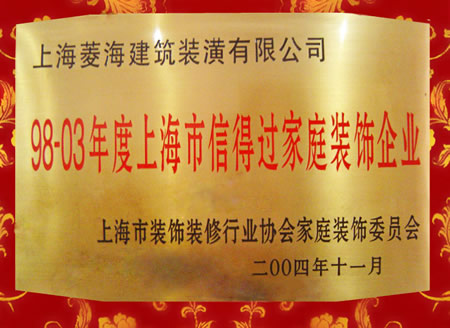 上海菱海建筑装潢有限公司
98-03年度上海市信得过家庭装饰企业
上海市装饰装修行业协会家庭装饰委员会
二00四年十一月